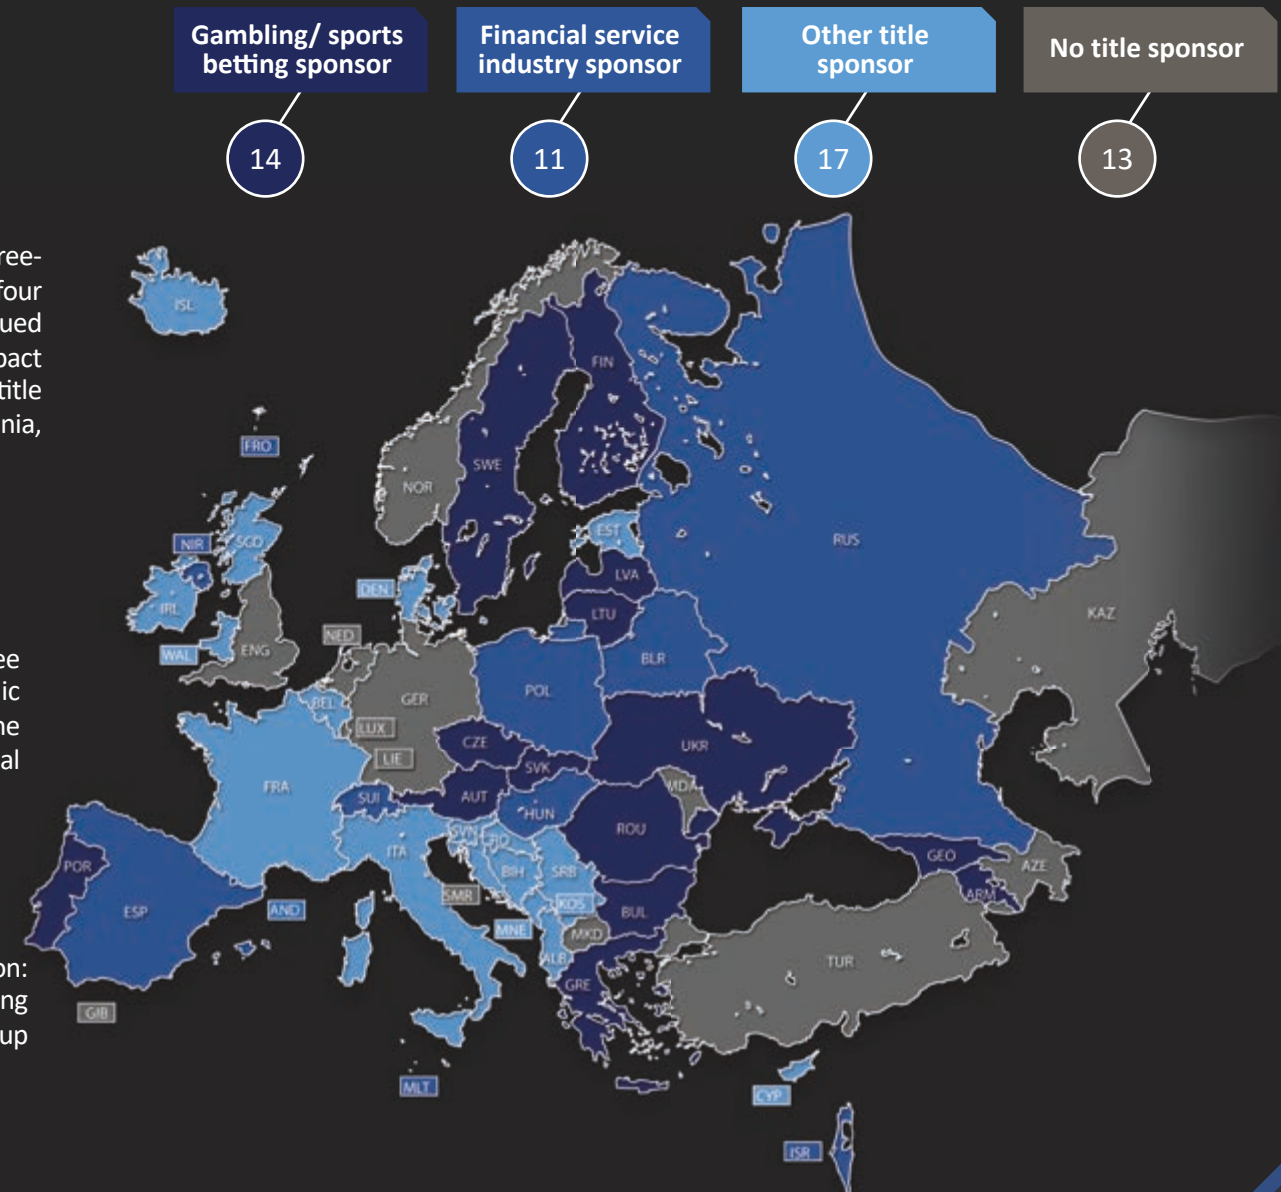 Gambling/ sports
betting sponsor
Financial service
industry sponsor
Other title
sponsor
No title sponsor
14
11
17
13
ree-
four
ued
pact
title
nia,
ee
ic
ne
al
on:
ng
up
ISL
FRO
FIN
SWE
NOR
RUS
EST
NIR
SCO
LVA
DEN
IRL
LTU
KAZ
NED
WAL
ENG
BLR
POL
GER
BEL
LUX
CZE
UKR
LIE
SVK
FRA
MDA
SUI
AUT
HUN
ROU
SVN
ITA
GEO
POR
AZE
BIH
SRB
SMR
ARM
KOS
AND
ESP
BUL
MNE
MKD
ALB
TUR
GRE
GIB
MLT
CYP
ISR